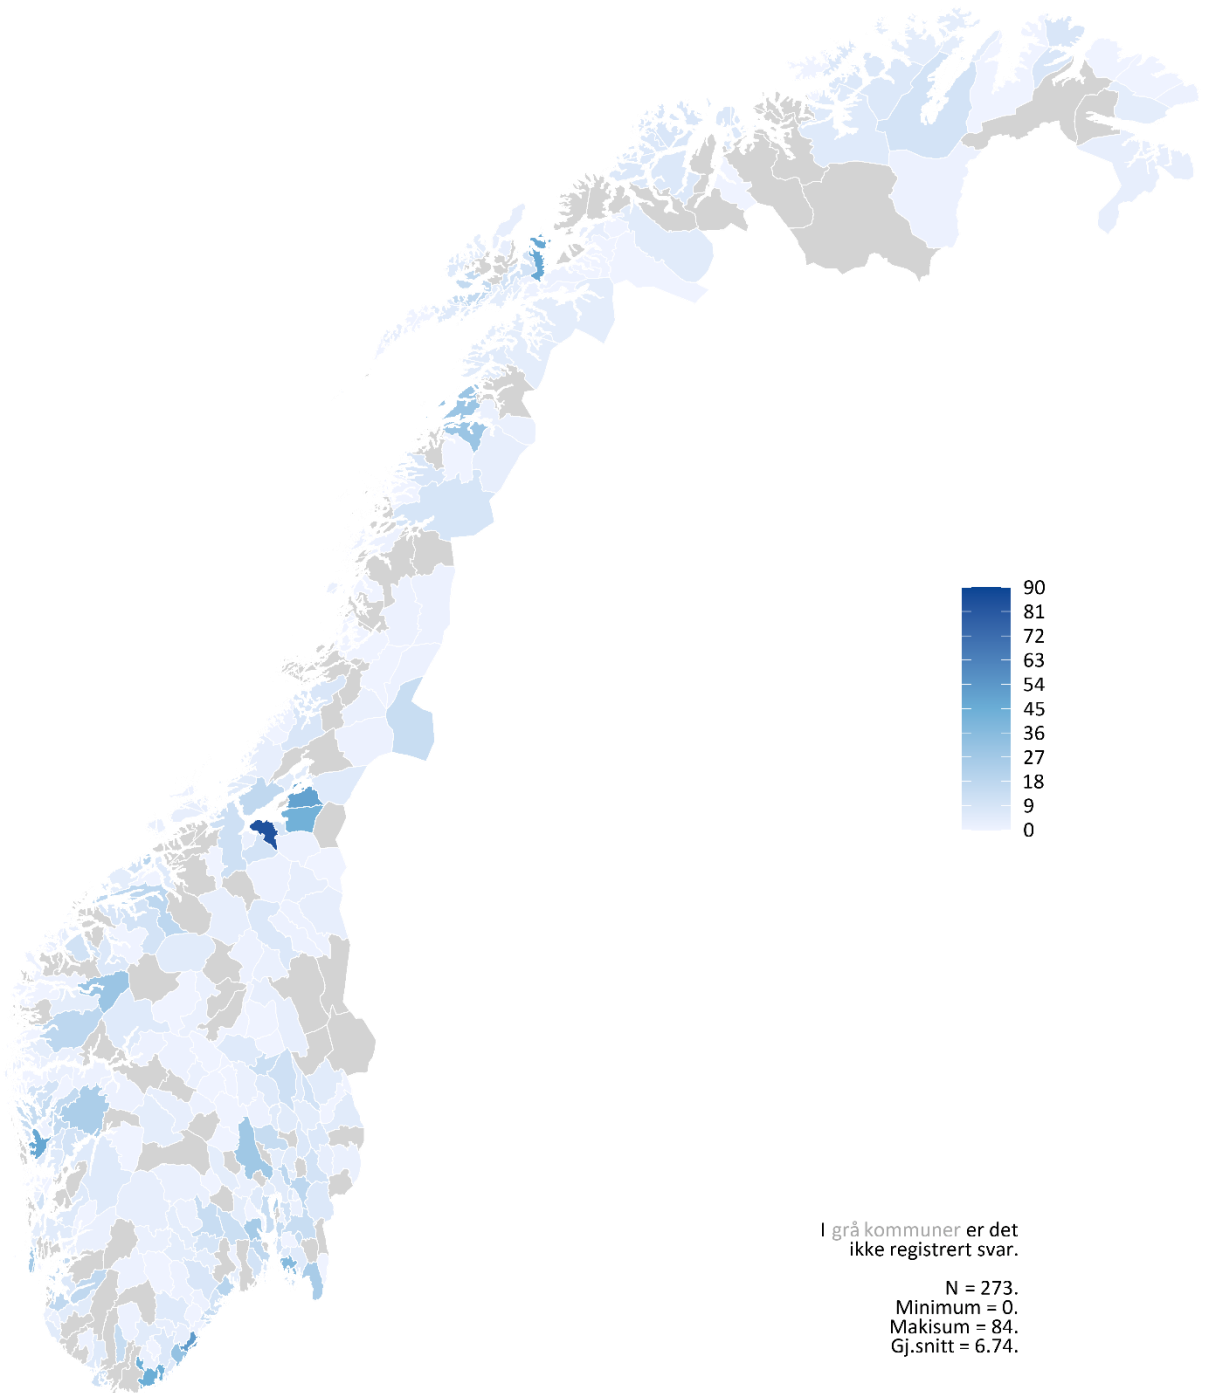 90
81
72
63
54
45
36
27
18
9
0
I grå kommuner er det
ikke registrert svar.
N = 273.
Minimum = 0.
Makisum = 84.
Gj.snitt = 6.74.